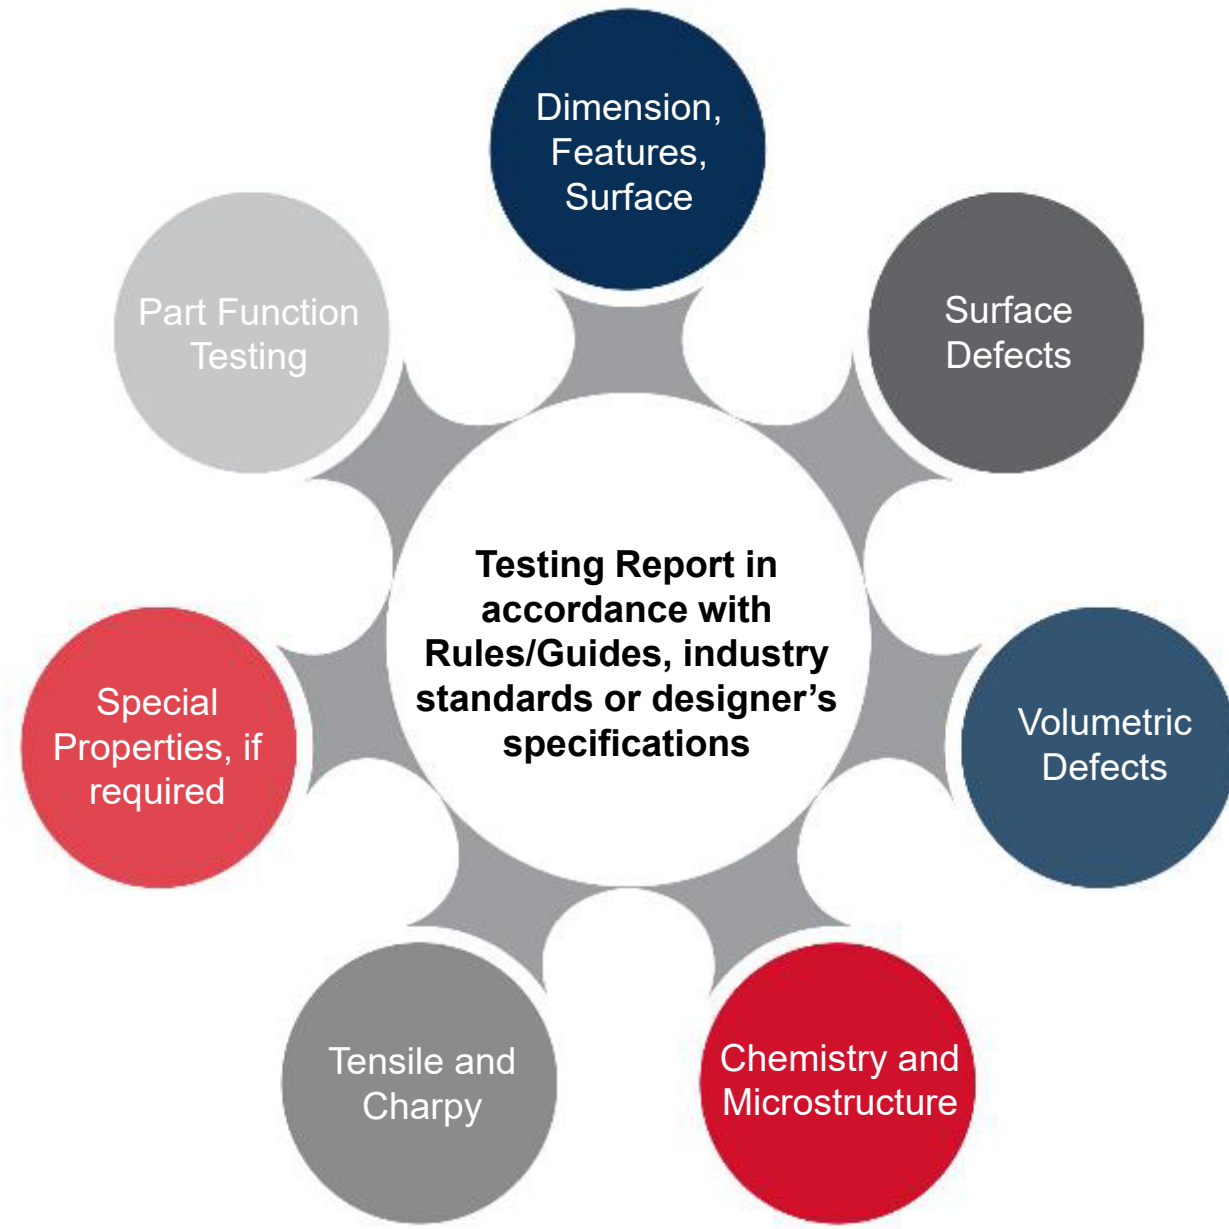 Dimension,
Features,
Surface
Part Function
Testing
Surface
Defects
Testing Report in
accordance with
Rules/Guides, industry
standards or designer’s
specifications
Special
Properties, if
required
Volumetric
Defects
Tensile and
Charpy
Chemistry and
Microstructure